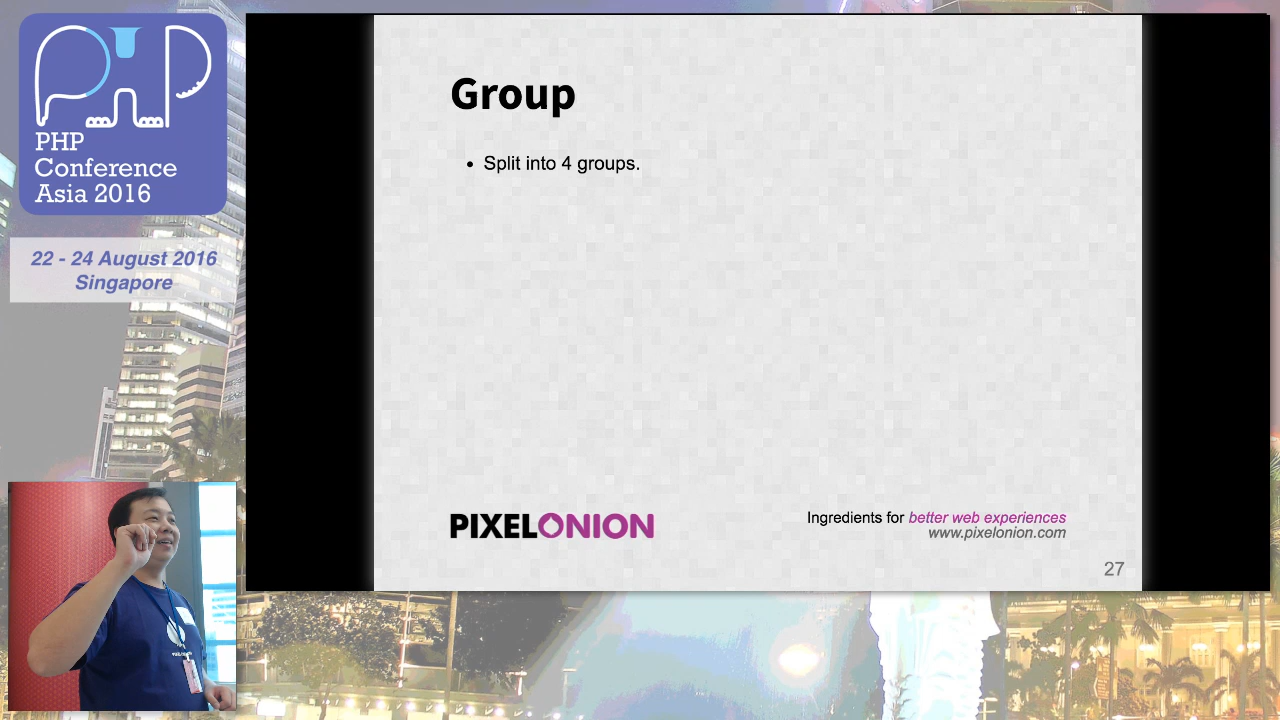 PHP
PHP
Conference
Asia 2016
22 - 24 August 2016
Singapore
Group
• Split into 4 groups.
PIXELONION
Ingredients for better web experiences
www.pixelonion.com
27